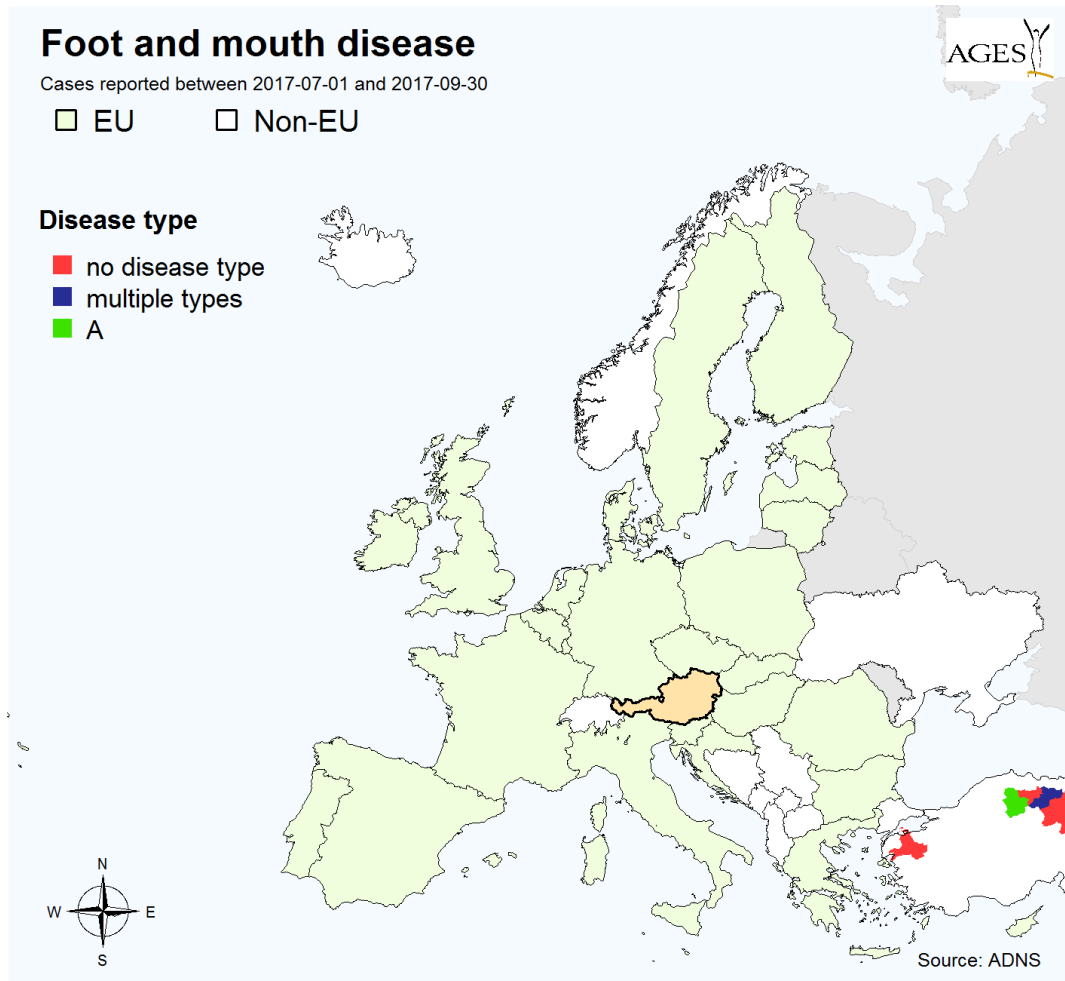 Foot and mouth disease
Cases reported between 2017-07-01 and 2017-09-30
EU
Non-EU
AGES
Disease type
no disease type
multiple types
A
N
W
E
S
Source: ADNS